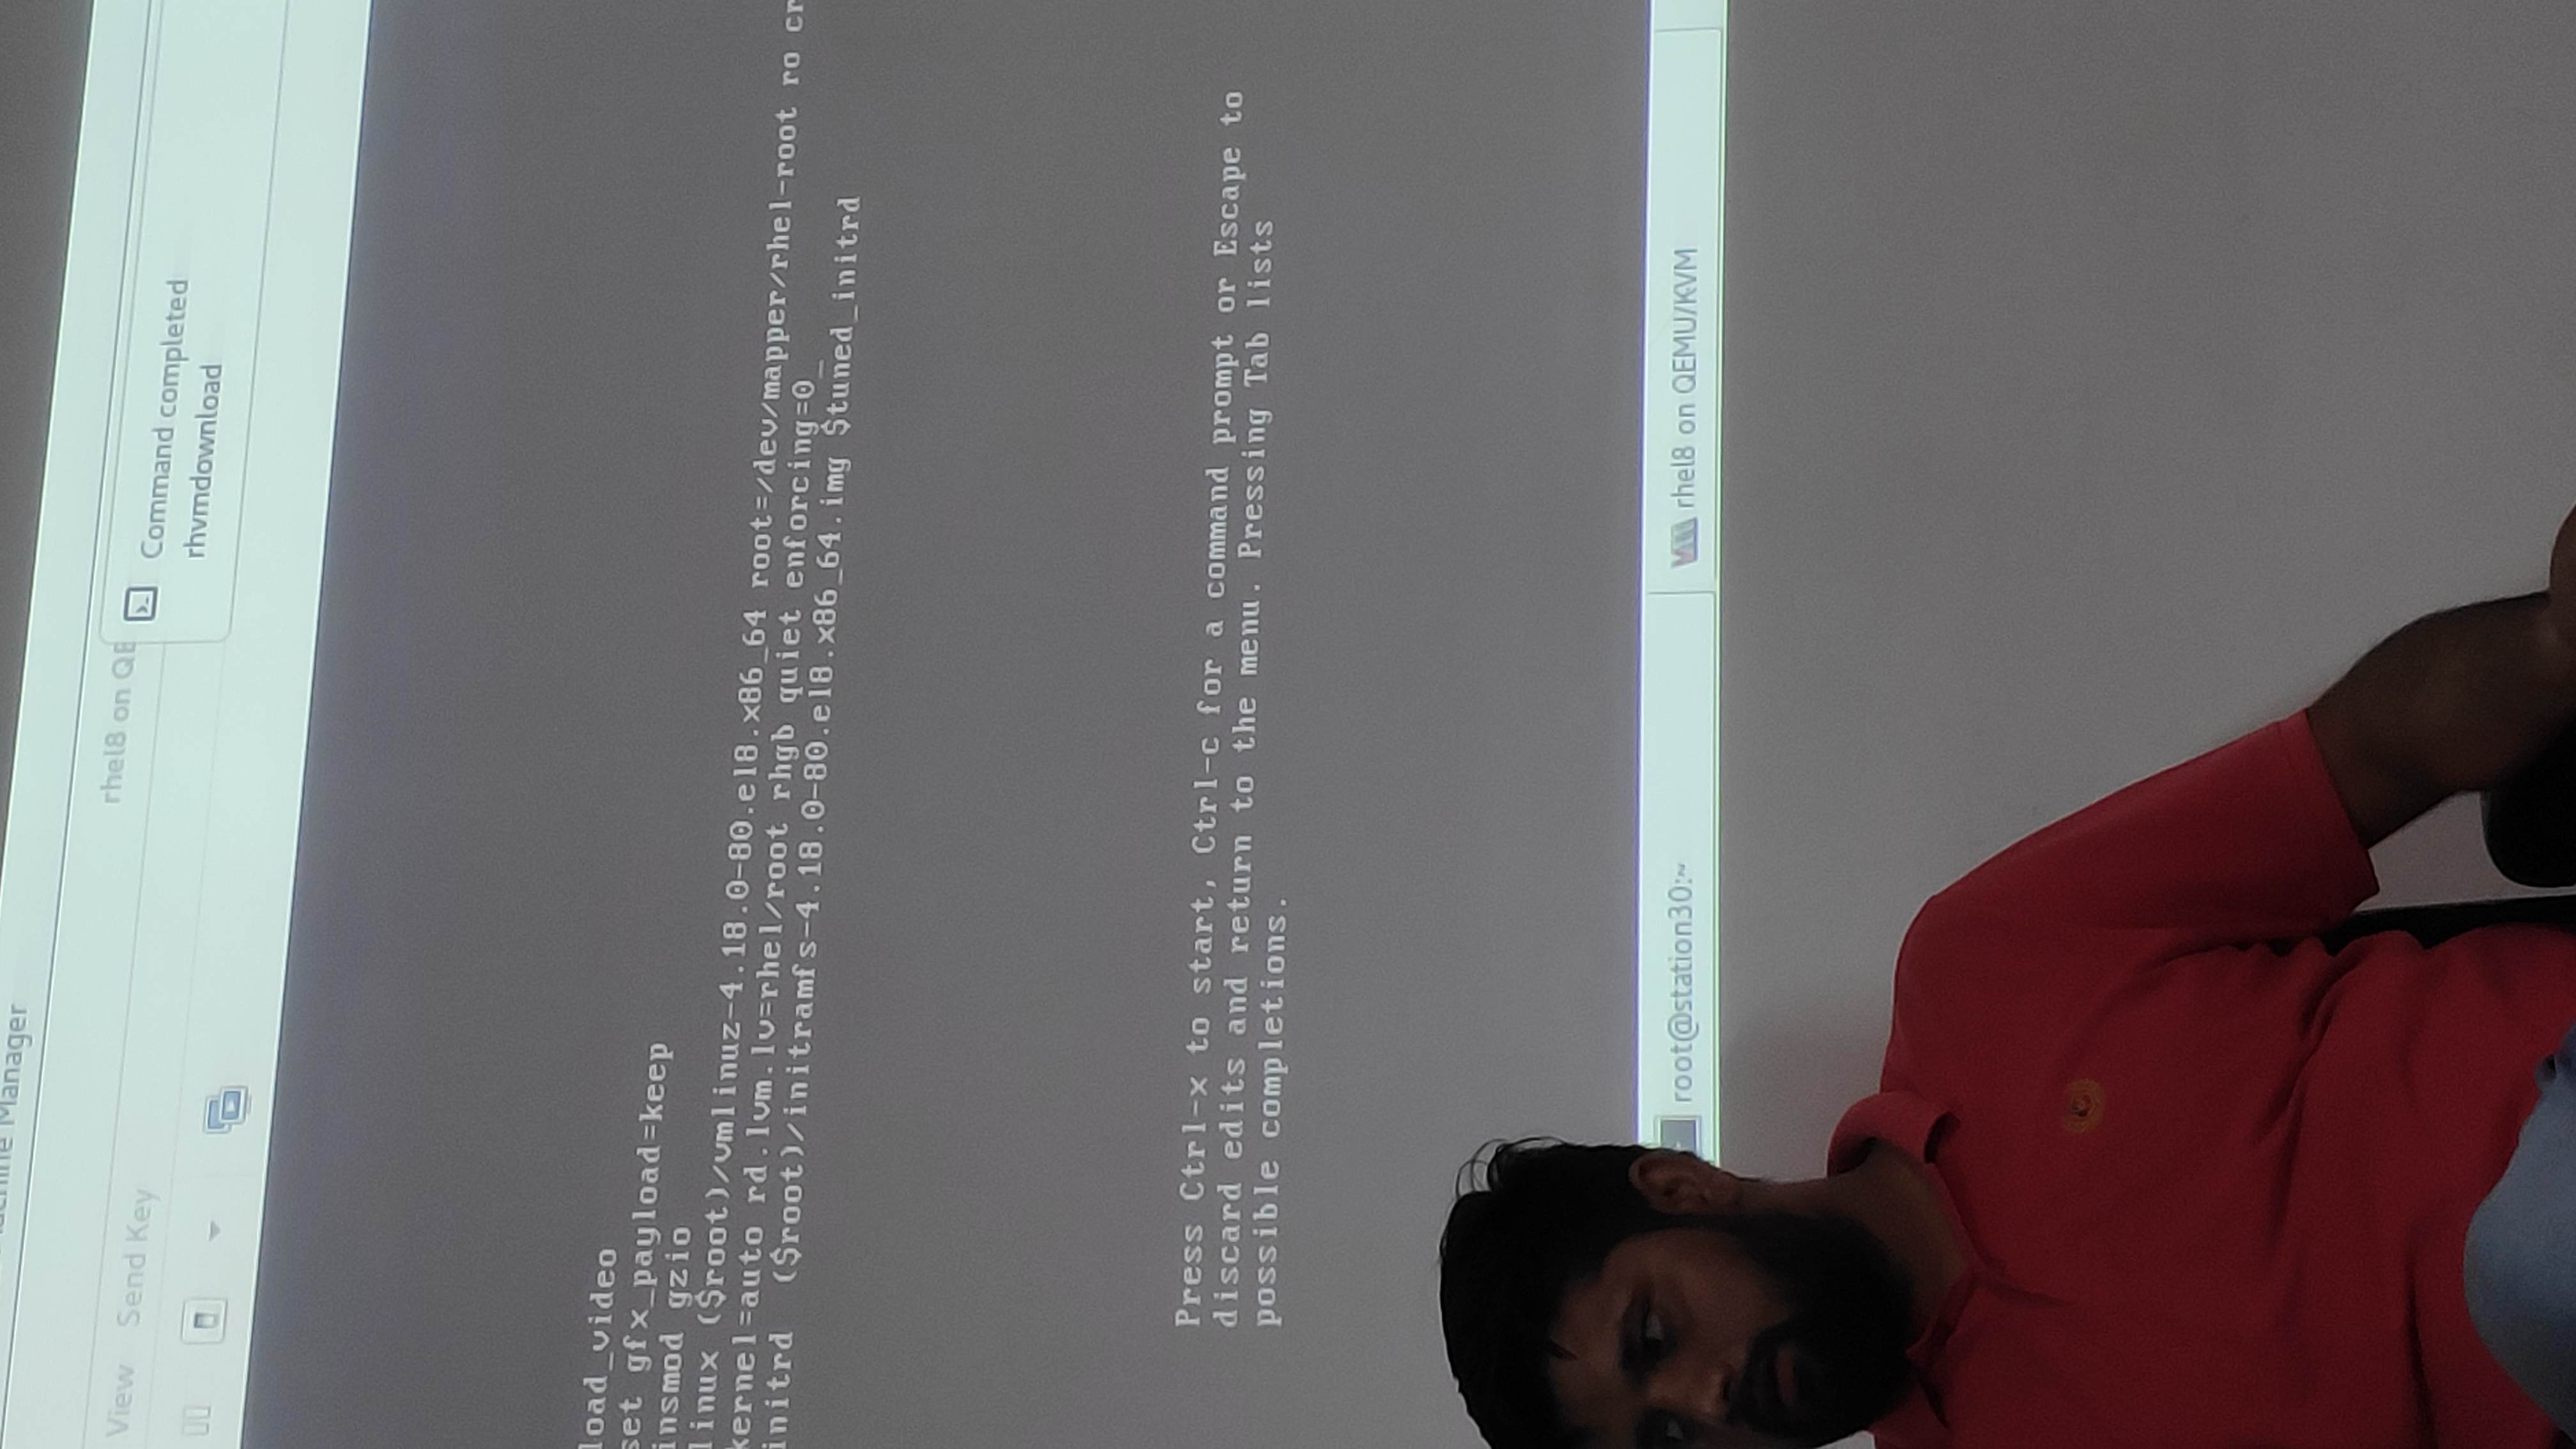 Manager
View Send Key
rhel8 on QE
Command completed
rhvmdownload
load_video
set gfx_payload=keep
insmod gzio
linux ($root)/vmlinuz-4.18.0-80.el8.x86_64 root=/dev/mapper/rhel-root ro cr
kernel=auto rd.lvm.lv=rhel/root rhgb quiet enforcing=0_
initrd ($root)/initramfs-4.18.0-80.el8.x86_64.img $tuned_initrd
Press Ctrl-x to start, Ctrl-c for a command prompt or Escape to
discard edits and return to the menu. Pressing Tab lists
possible completions.
root@station30:~
rhel8 on QEMU/KVM